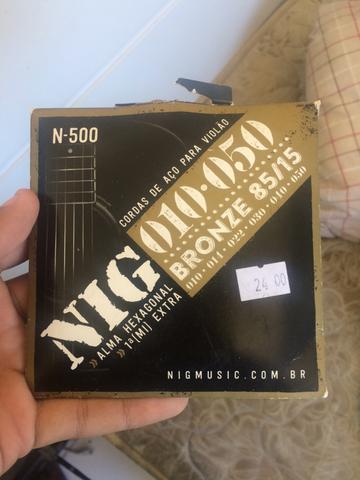 N-500
CORDAS DE AÇO PARA VIOLÃO
010•050
BRONZE 85/15
010 • 014 • 022 • 030 • 040 • 050
NIG
» ALMA HEXAGONAL
» 1ª(MI) EXTRA
24 00
NIGMUSIC.COM.BR